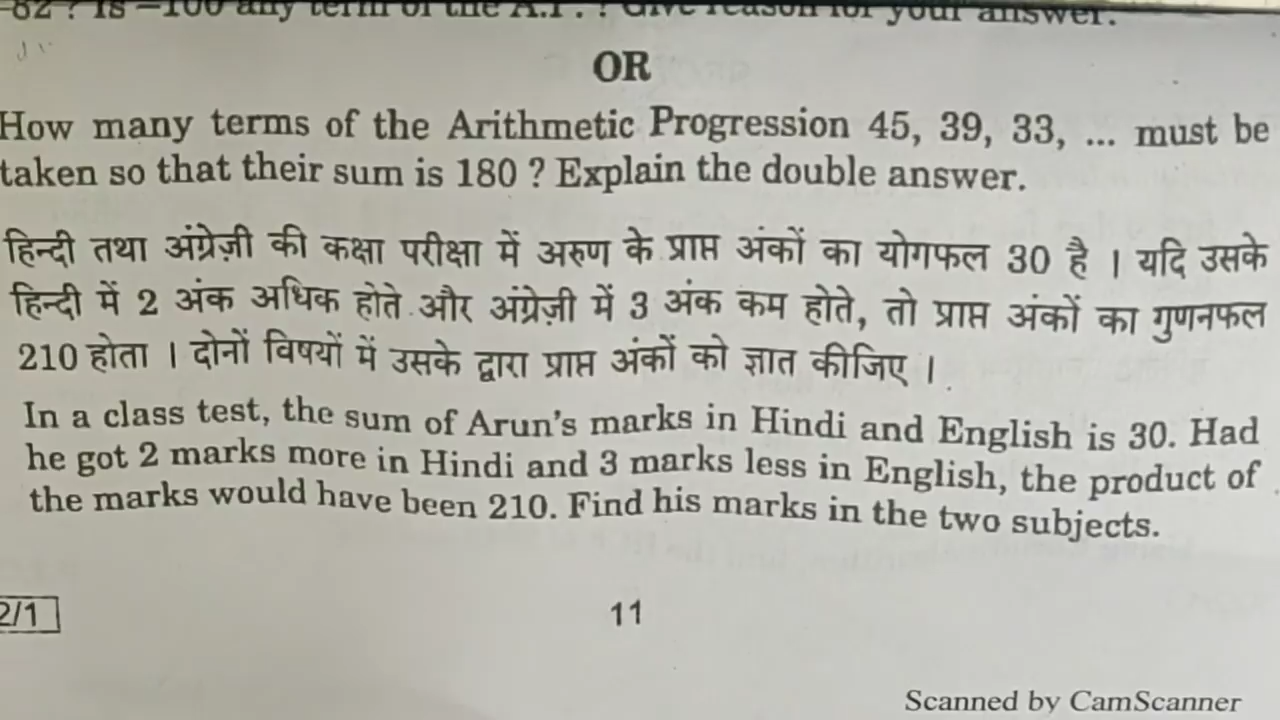 -82 ? Is -100 any term of the A.P. ? Give reason for your answer.
OR
How many terms of the Arithmetic Progression 45, 39, 33, ... must be
taken so that their sum is 180 ? Explain the double answer.
हिन्दी तथा अंग्रेज़ी की कक्षा परीक्षा में अरुण के प्राप्त अंकों का योगफल 30 है । यदि उसके
हिन्दी में 2 अंक अधिक होते और अंग्रेज़ी में 3 अंक कम होते, तो प्राप्त अंकों का गुणनफल
210 होता । दोनों विषयों में उसके द्वारा प्राप्त अंकों को ज्ञात कीजिए ।
In a class test, the sum of Arun's marks in Hindi and English is 30. Had
he got 2 marks more in Hindi and 3 marks less in English, the product of
the marks would have been 210. Find his marks in the two subjects.
2/1
11
Scanned by CamScanner